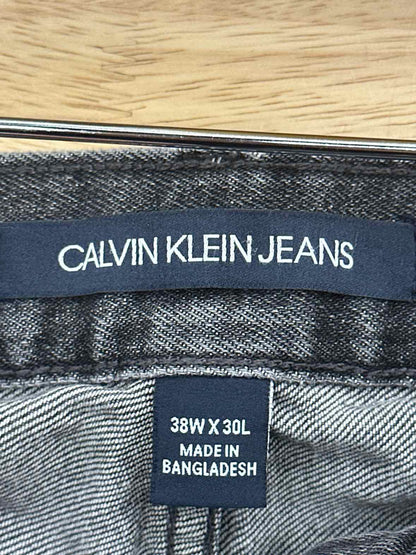 CALVIN KLEIN JEANS
38W X 30L
MADE IN
BANGLADESH